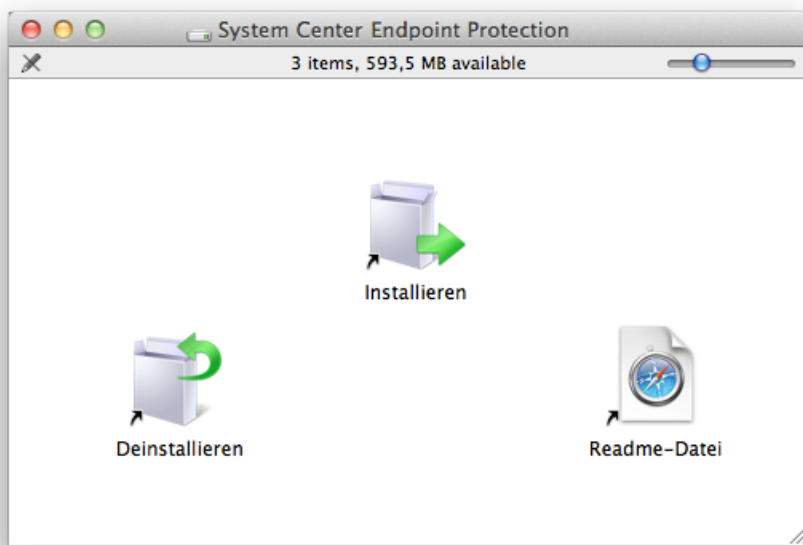 System Center Endpoint Protection
3 items, 593,5 MB available
Installieren
Deinstallieren
Readme-Datei